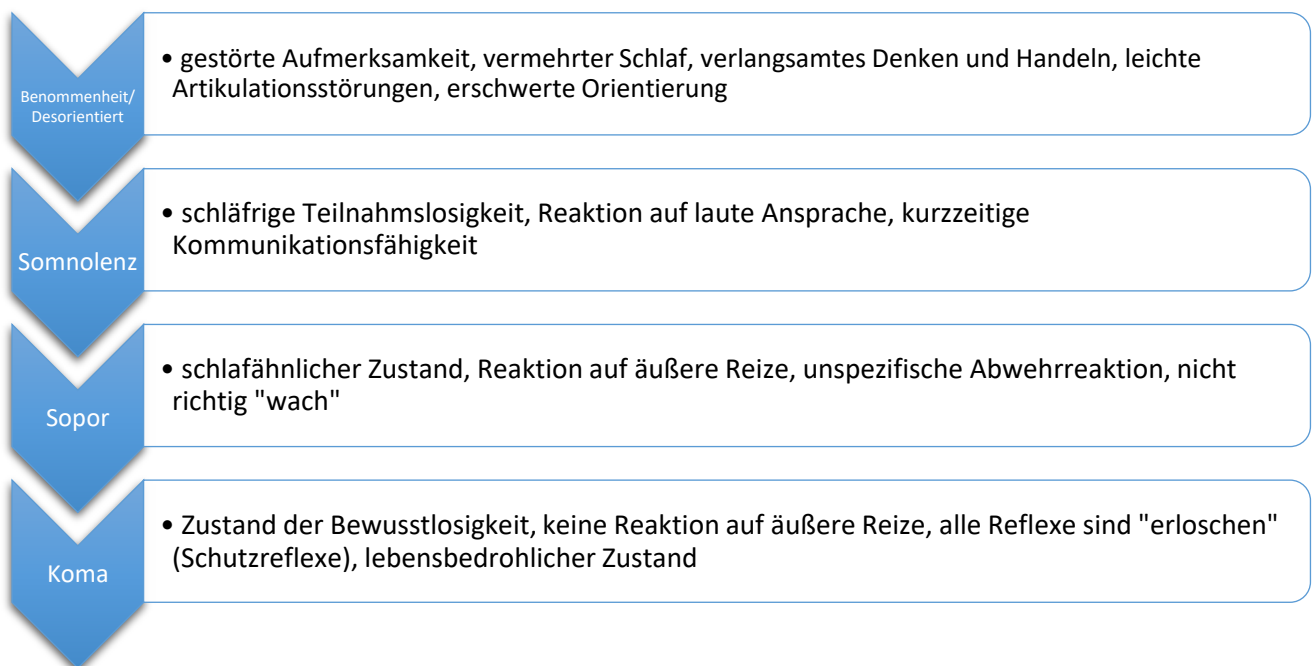 Benommenheit/
Desorientiert
• gestörte Aufmerksamkeit, vermehrter Schlaf, verlangsamtes Denken und Handeln, leichte
Artikulationsstörungen, erschwerte Orientierung
Somnolenz
• schläfrige Teilnahmslosigkeit, Reaktion auf laute Ansprache, kurzzeitige
Kommunikationsfähigkeit
Sopor
• schlafähnlicher Zustand, Reaktion auf äußere Reize, unspezifische Abwehrreaktion, nicht
richtig "wach"
Koma
• Zustand der Bewusstlosigkeit, keine Reaktion auf äußere Reize, alle Reflexe sind "erloschen"
(Schutzreflexe), lebensbedrohlicher Zustand